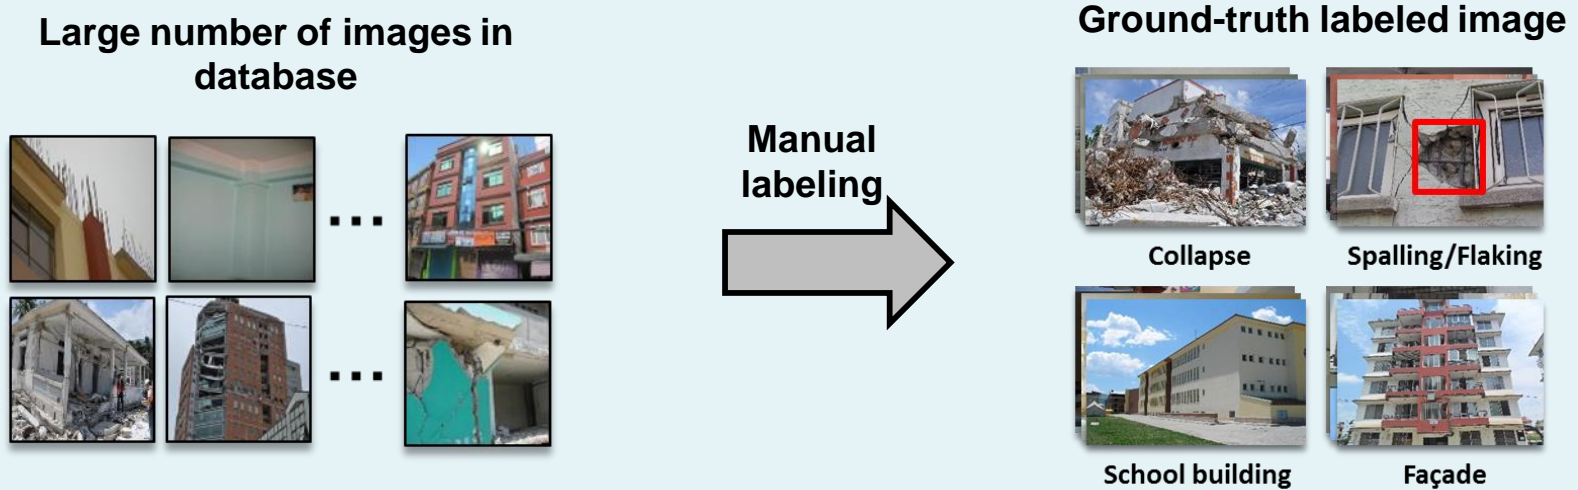 Large number of images in
database
...
...
Manual
labeling
Ground-truth labeled image
Collapse
Spalling/Flaking
School building
Façade